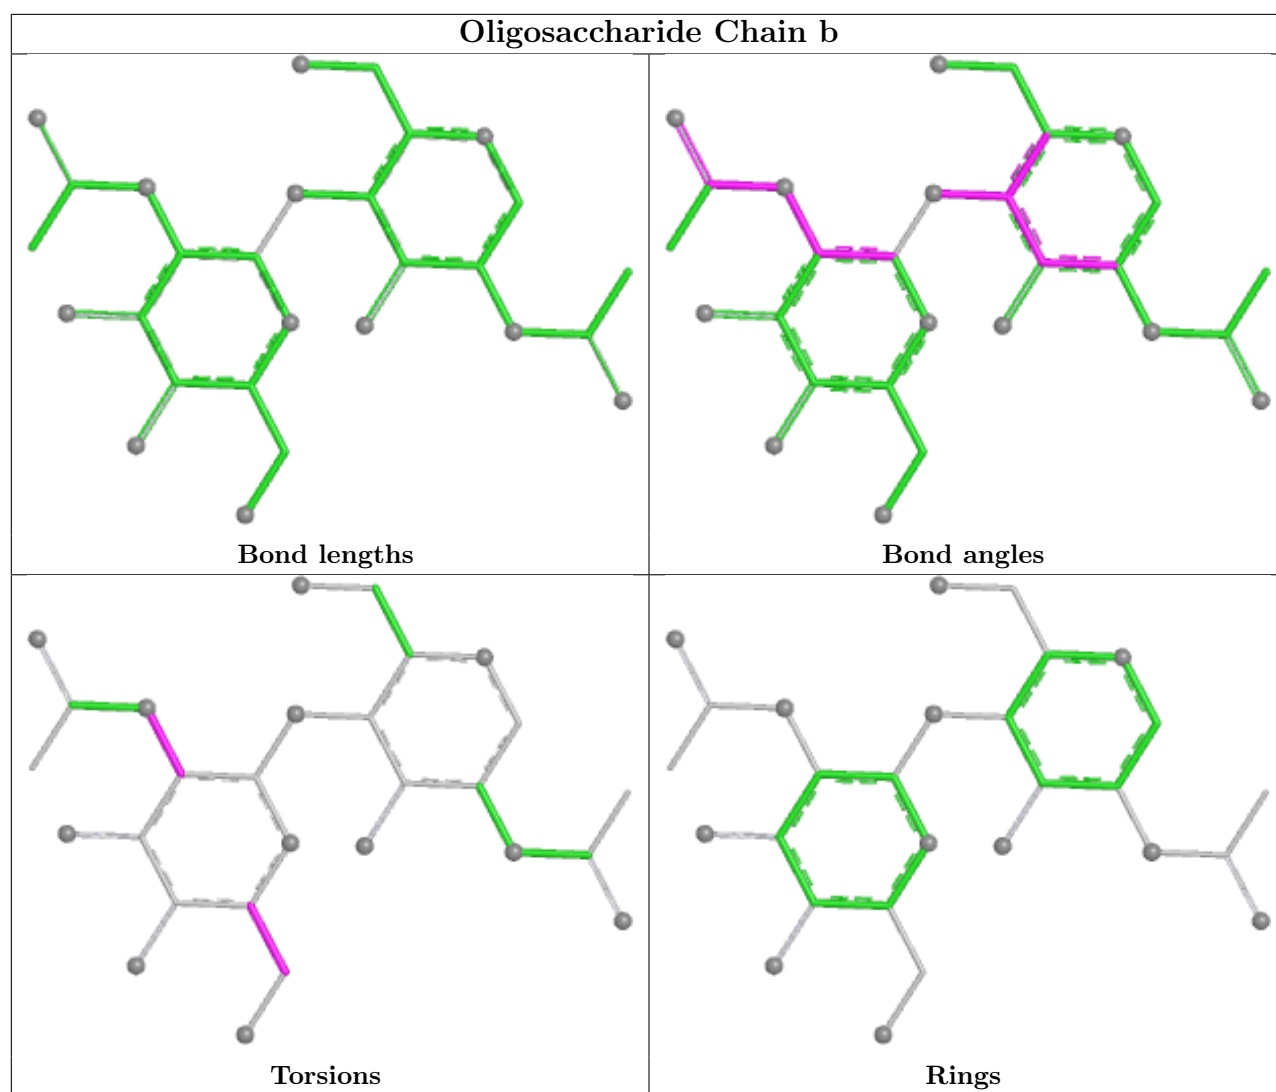 Oligosaccharide Chain b
Bond lengths
Bond angles
Torsions
Rings